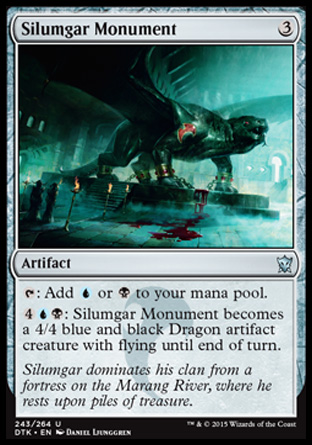 Silumgar Monument 3
Artifact
: Add or to your mana pool.
4 : Silumgar Monument becomes
a 4/4 blue and black Dragon artifact
creature with flying until end of turn.
Silumgar dominates his clan from a
fortress on the Marang River, where he
rests upon piles of treasure.
243/264 U
DTK • EN Daniel Ljunggren
™ & © 2015 Wizards of the Coast